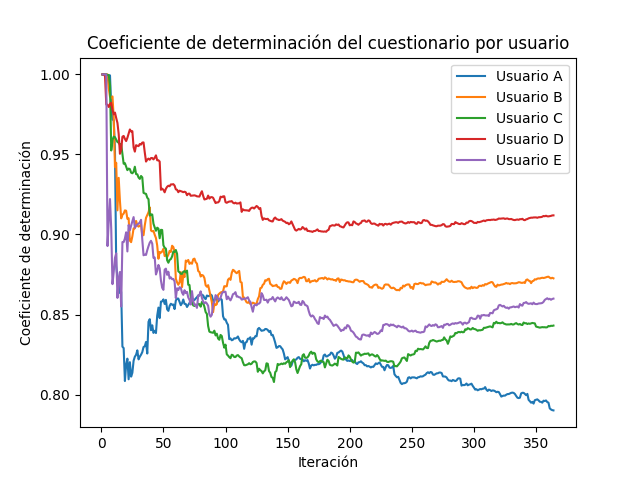 Coeficiente de determinación del cuestionario por usuario
Coeficiente de determinación
1.00
0.95
0.90
0.85
0.80
Usuario A
Usuario B
Usuario C
Usuario D
Usuario E
0 50 100 150 200 250 300 350
Iteración